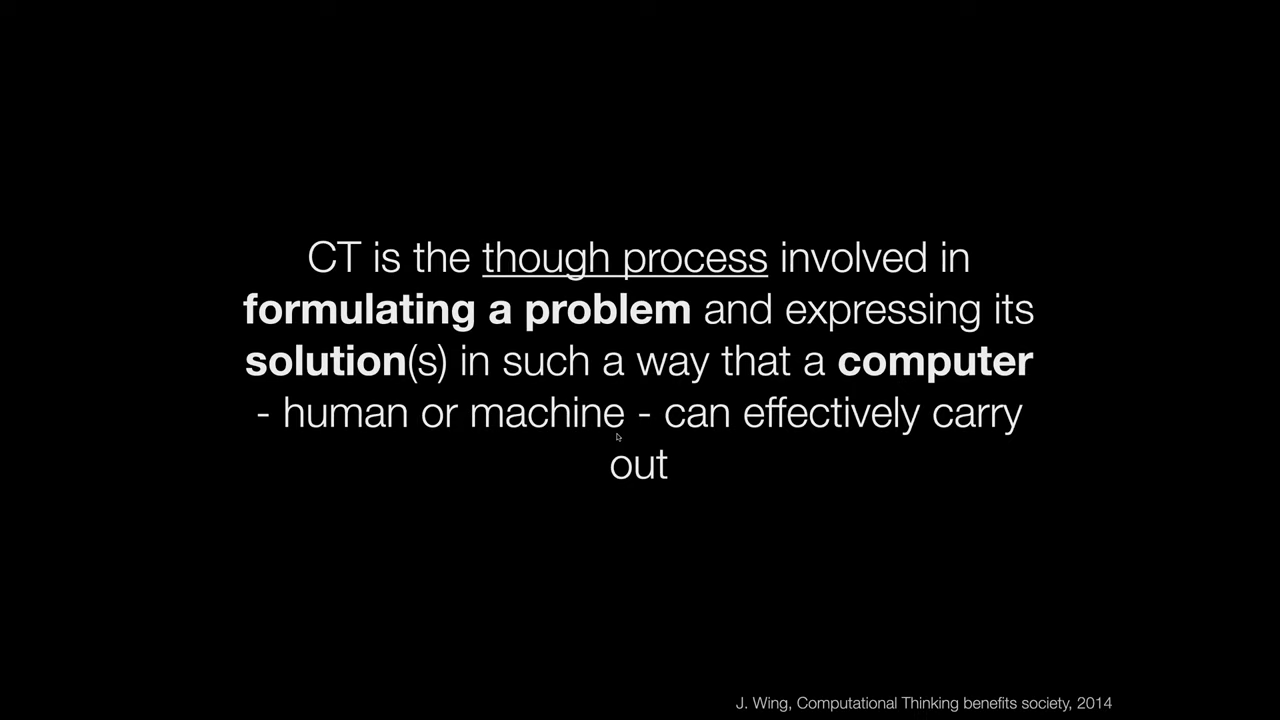 CT is the though process involved in
formulating a problem and expressing its
solution(s) in such a way that a computer
- human or machine - can effectively carry
out
J. Wing, Computational Thinking benefits society, 2014